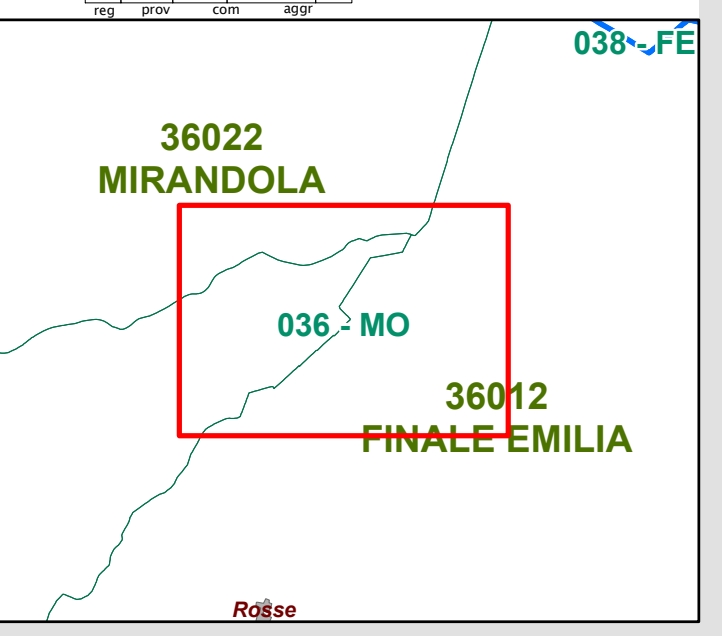 reg prov com aggr
038 - FE
36022
MIRANDOLA
036 - MO
36012
FINALE EMILIA
Rosse